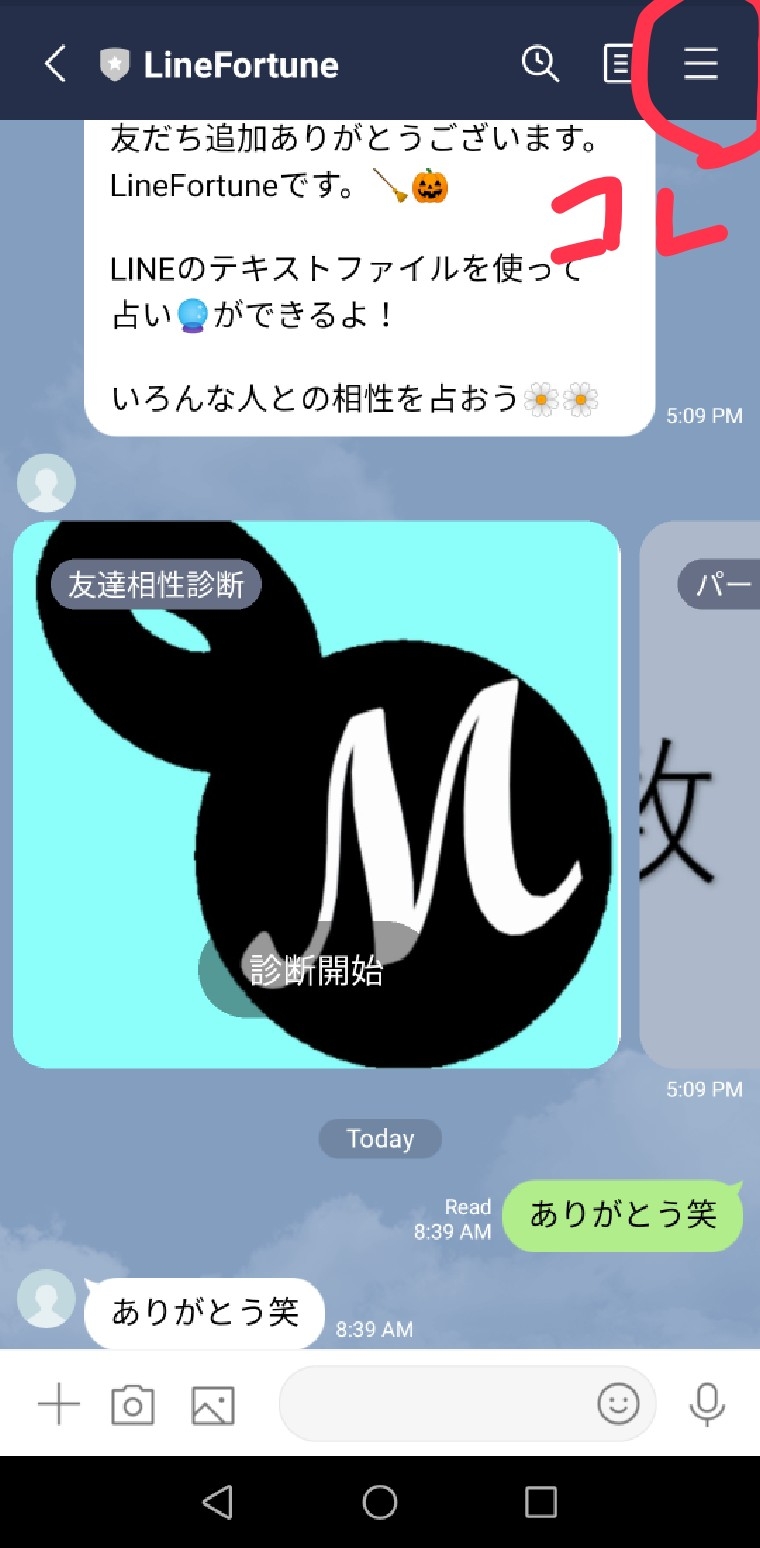 LineFortune
友だち追加ありがとうございます。
LineFortuneです。🧹🎃
コレ
LINEのテキストファイルを使って
占い🔮ができるよ！
いろんな人との相性を占おう🌼🌼
5:09 PM
友達相性診断
パー
M
枚
診断開始
5:09 PM
Today
Read
8:39 AM
ありがとう笑
ありがとう笑
8:39 AM